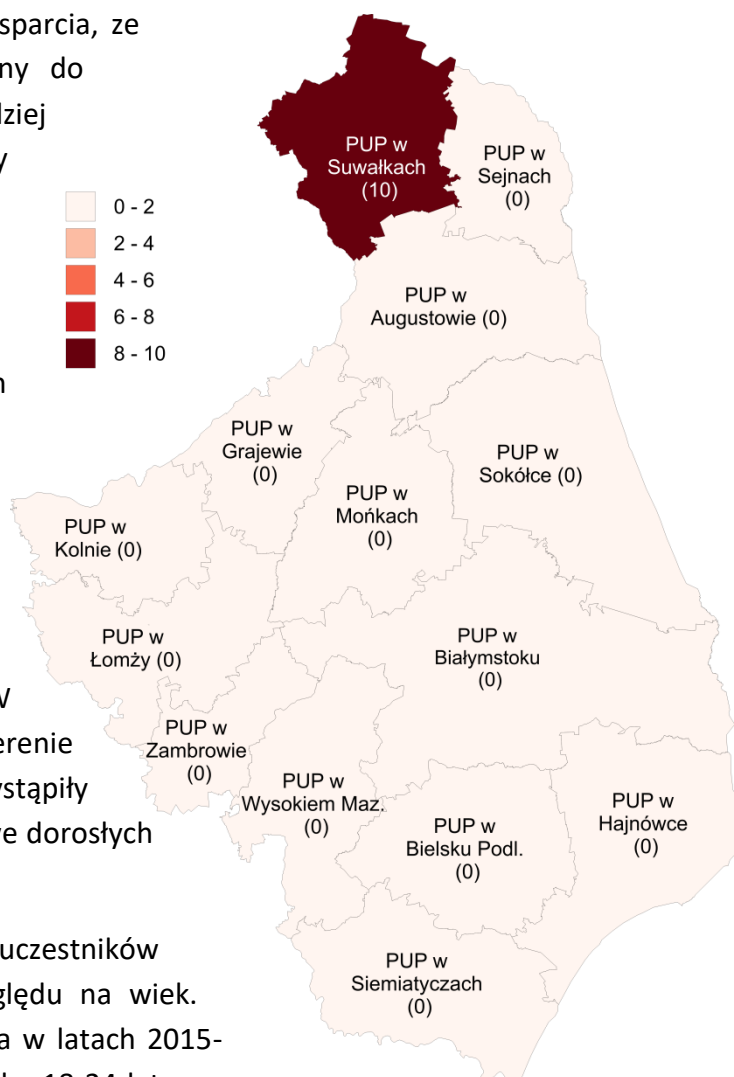 sparcia, ze
ny do
dziej
y
0 - 2
2 - 4
4 - 6
6 - 8
8 - 10
PUP w
Suwałkach
(10)
PUP w
Sejnach
(0)
PUP w
Augustowie (0)
PUP w
Grajewie
(0)
PUP w
Sokółce (0)
PUP w
Mońkach
(0)
PUP w
Kolnie (0)
PUP w
Łomży (0)
PUP w
Białymstoku
(0)
PUP w
Zambrowie
(0)
PUP w
Wysokiem Maz.
(0)
PUP w
Bielsku Podl.
(0)
PUP w
Hajnówce
(0)
PUP w
Siemiatyczach
(0)
erenie
ystąpiły
we dorosłych
uczestników
ględu na wiek.
a w latach 2015-